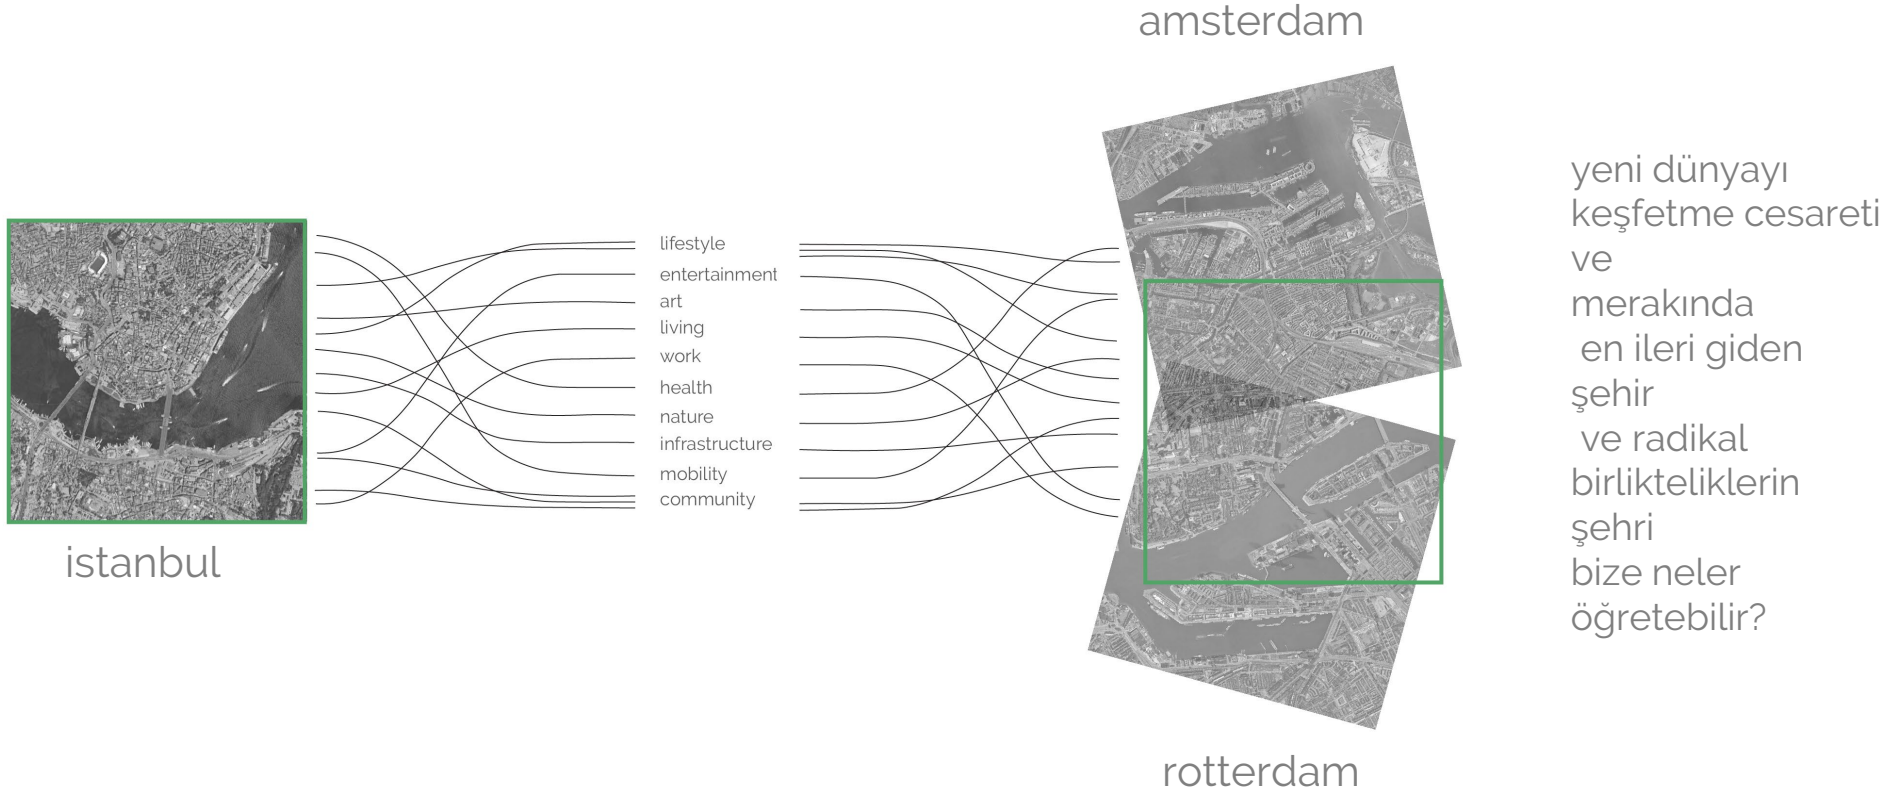 amsterdam
istanbul
lifestyle
entertainment
art
living
work
health
nature
infrastructure
mobility
community
rotterdam
yeni dünyayı
keşfetme cesareti
ve
merakında
en ileri giden
şehir
ve radikal
birlikteliklerin
şehri
bize neler
öğretebilir?